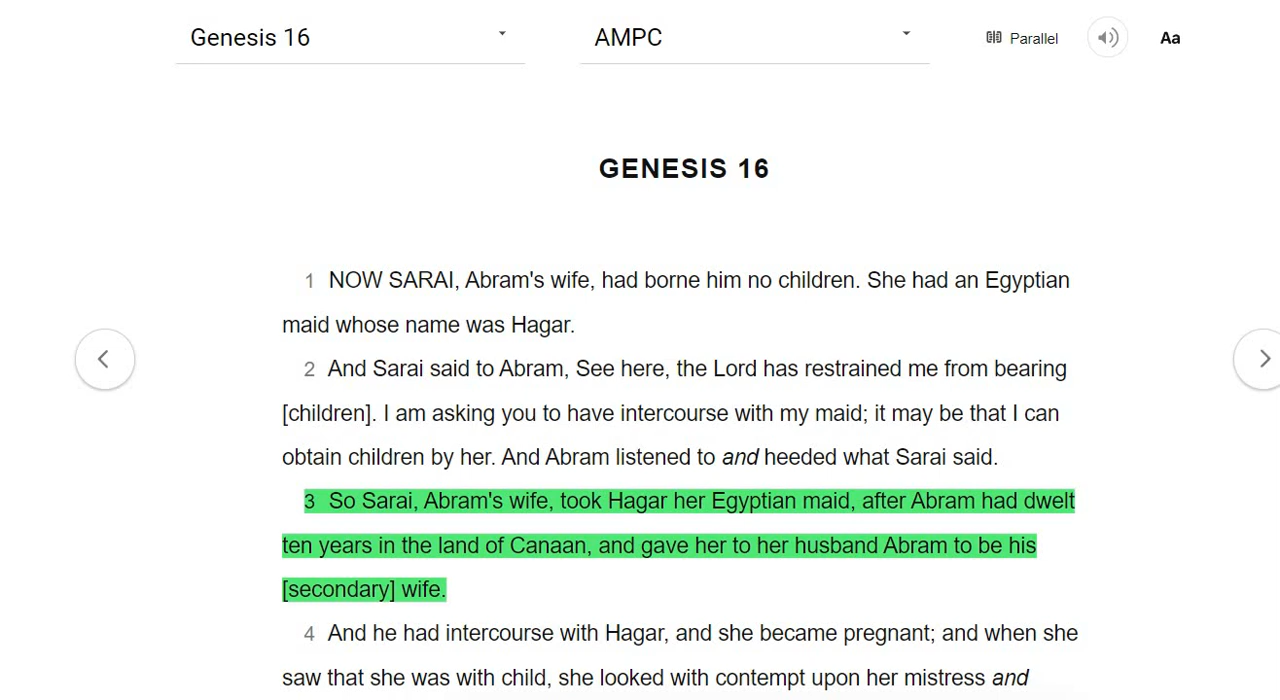 Genesis 16
AMPC
Parallel
Aa
GENESIS 16
1 NOW SARAI, Abram's wife, had borne him no children. She had an Egyptian
maid whose name was Hagar.
2 And Sarai said to Abram, See here, the Lord has restrained me from bearing
[children]. I am asking you to have intercourse with my maid; it may be that I can
obtain children by her. And Abram listened to and heeded what Sarai said.
3 So Sarai, Abram's wife, took Hagar her Egyptian maid, after Abram had dwelt
ten years in the land of Canaan, and gave her to her husband Abram to be his
[secondary] wife.
4 And he had intercourse with Hagar, and she became pregnant; and when she
saw that she was with child, she looked with contempt upon her mistress and